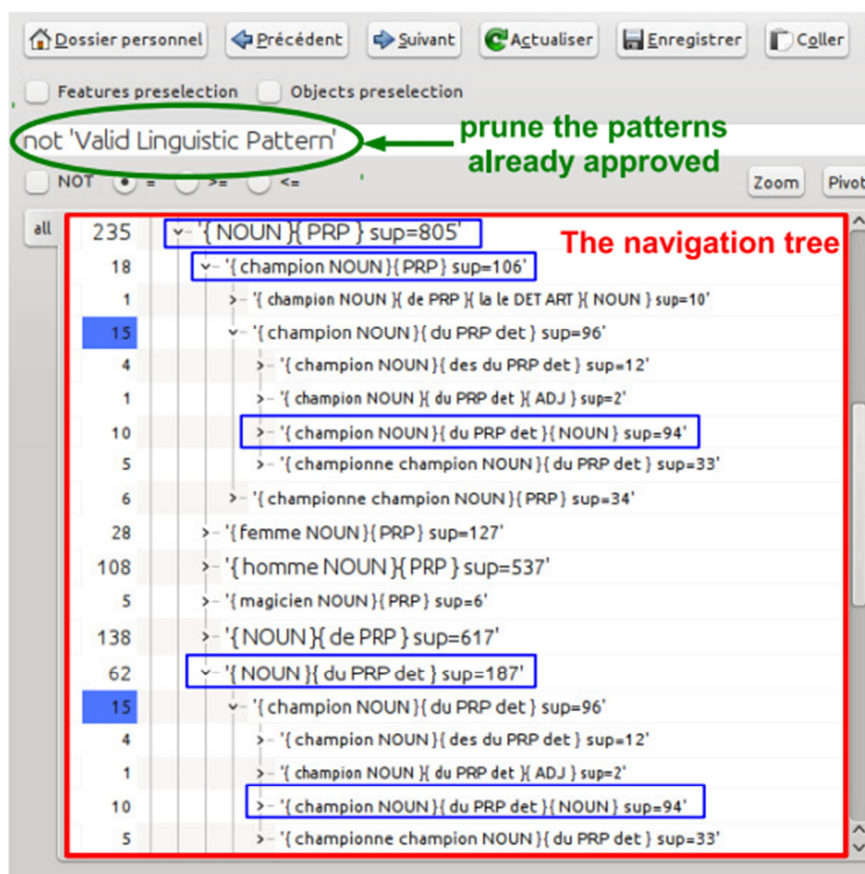 Dossier personnel Précédent Suivant Actualiser Enregistrer Coller
Features preselection Objects preselection
not 'Valid Linguistic Pattern' prune the patterns
already approved
NOT = >= <= Zoom Pivot
all 235 '{ NOUN }{ PRP } sup=805' The navigation tree
18 '{ champion NOUN }{ PRP } sup=106'
1 '{ champion NOUN }{ de PRP }{ la le DET ART }{ NOUN } sup=10'
15 '{ champion NOUN }{ du PRP det } sup=96'
4 '{ champion NOUN }{ des du PRP det } sup=12'
1 '{ champion NOUN }{ du PRP det }{ ADJ } sup=2'
10 '{ champion NOUN }{ du PRP det }{ NOUN } sup=94'
5 '{ championne champion NOUN }{ du PRP det } sup=33'
6 '{ championne champion NOUN }{ PRP } sup=34'
28 '{ femme NOUN }{ PRP } sup=127'
108 '{ homme NOUN }{ PRP } sup=537'
5 '{ magicien NOUN }{ PRP } sup=6'
138 '{ NOUN }{ de PRP } sup=617'
62 '{ NOUN }{ du PRP det } sup=187'
15 '{ champion NOUN }{ du PRP det } sup=96'
4 '{ champion NOUN }{ des du PRP det } sup=12'
1 '{ champion NOUN }{ du PRP det }{ ADJ } sup=2'
10 '{ champion NOUN }{ du PRP det }{ NOUN } sup=94'
5 '{ championne champion NOUN }{ du PRP det } sup=33'